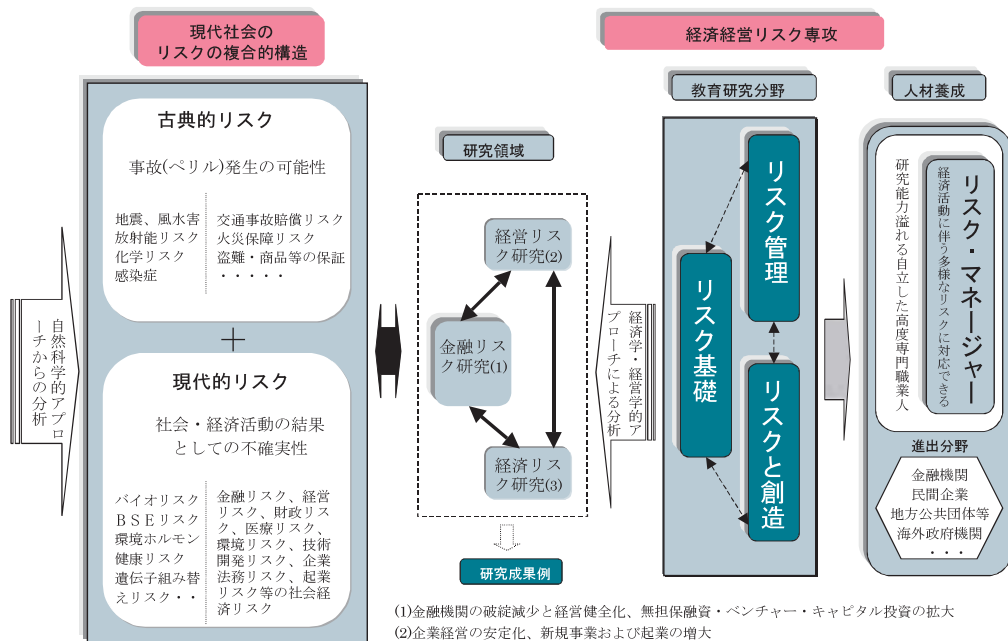 現代社会の
リスクの複合的構造
経済経営リスク専攻
古典的リスク
事故(ペリル)発生の可能性
地震、風水害
放射能リスク
化学リスク
感染症
交通事故賠償リスク
火災保障リスク
盗難・商品等の保証
・・・・・
＋
現代的リスク
社会・経済活動の結果
としての不確実性
バイオリスク
ＢＳＥリスク
環境ホルモン
健康リスク
遺伝子組み替
えリスク・・
金融リスク、経営
リスク、財政リス
ク、医療リスク、
環境リスク、技術
開発リスク、企業
法務リスク、起業
リスク等の社会経
済リスク
自然科学的アプロ
ーチからの分析
研究領域
経営リス
ク研究(2)
金融リス
ク研究(1)
経済リス
ク研究(3)
研究成果例
経済学・経営学的ア
プローチによる分析
教育研究分野
リスク管理
リスク基礎
リスクと創造
人材養成
リスク・マネージャー
経済活動に伴う多様なリスクに対応できる
研究能力溢れる自立した高度専門職業人
進出分野
金融機関
民間企業
地方公共団体等
海外政府機関
・・・
(1)金融機関の破綻減少と経営健全化、無担保融資・ベンチャー・キャピタル投資の拡大
(2)企業経営の安定化、新規事業および起業の増大